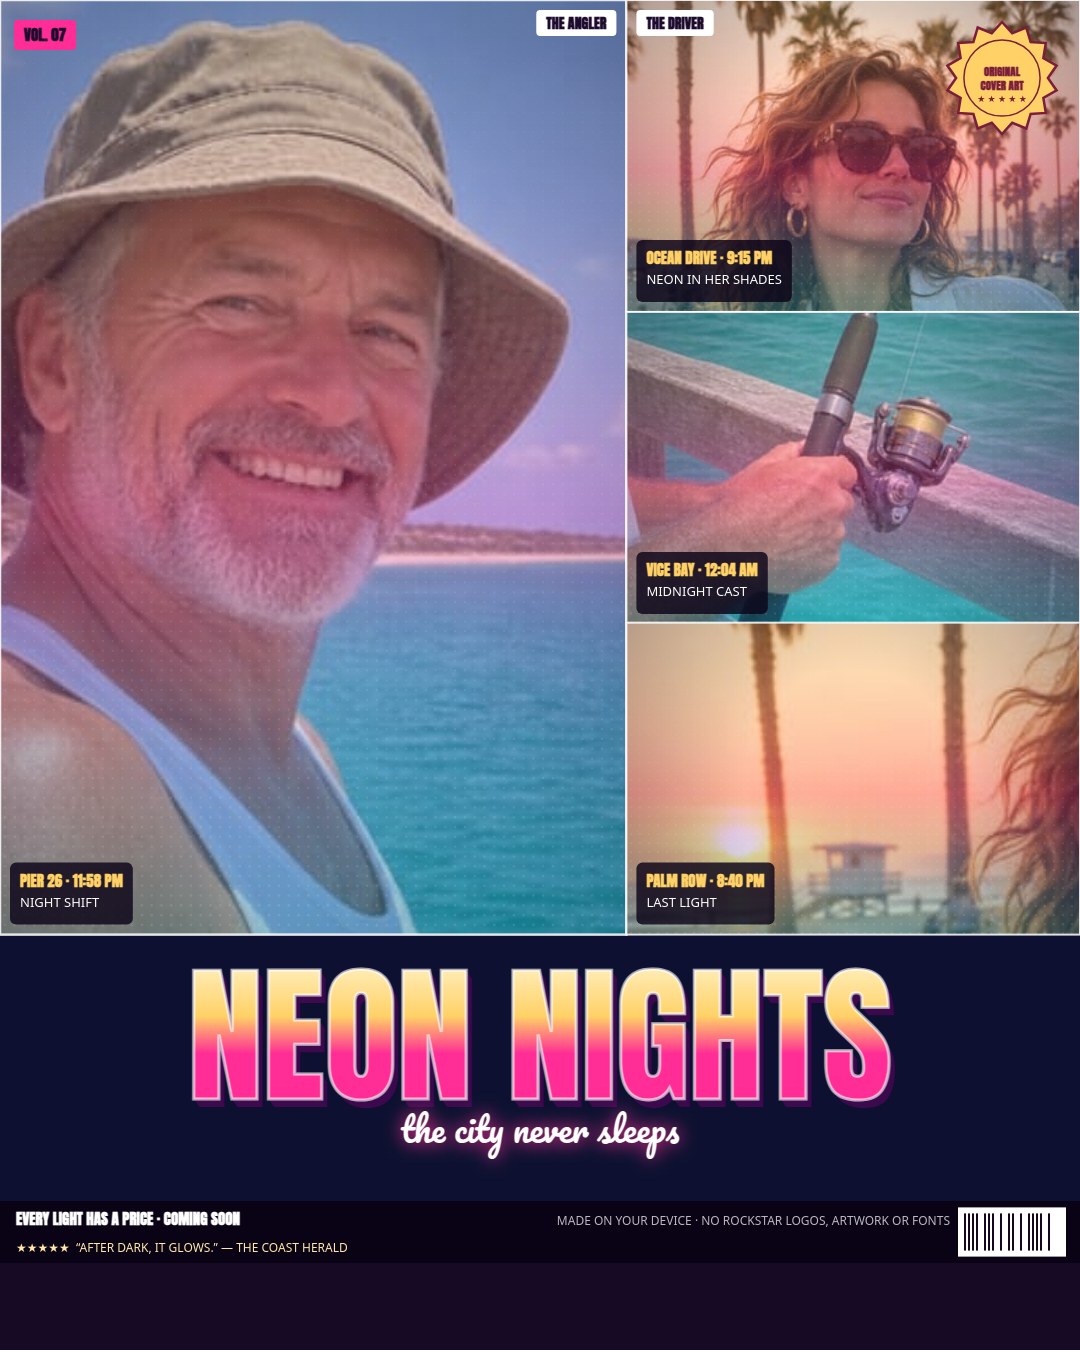 VOL. 07
THE ANGLER
THE DRIVER
ORIGINAL
COVER ART
★★★★★
OCEAN DRIVE · 9:15 PM
NEON IN HER SHADES
VICE BAY · 12:04 AM
MIDNIGHT CAST
PIER 26 · 11:58 PM
NIGHT SHIFT
PALM ROW · 8:40 PM
LAST LIGHT
NEON NIGHTS
the city never sleeps
EVERY LIGHT HAS A PRICE · COMING SOON
MADE ON YOUR DEVICE · NO ROCKSTAR LOGOS, ARTWORK OR FONTS
★★★★★ “AFTER DARK, IT GLOWS.” — THE COAST HERALD